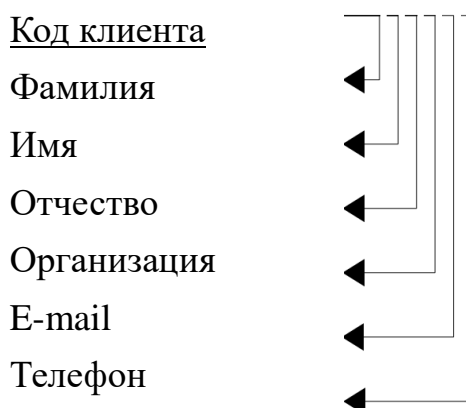 Код клиента
Фамилия
Имя
Отчество
Организация
E-mail
Телефон